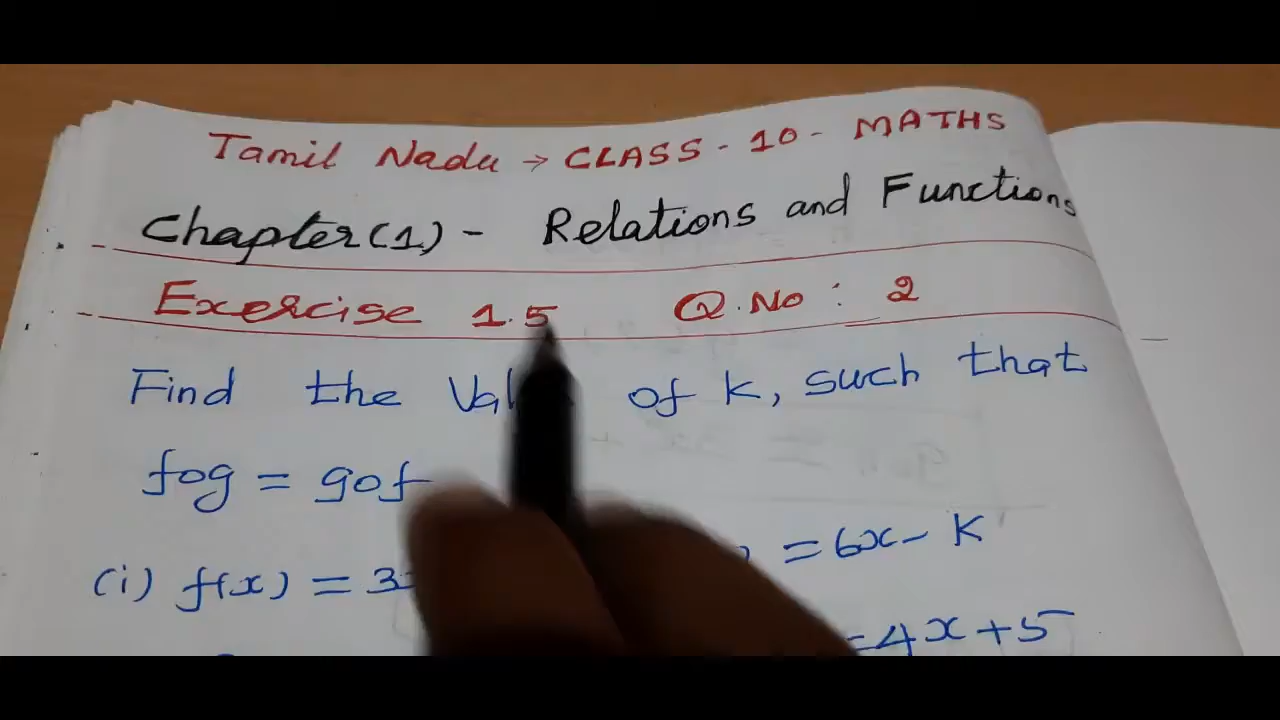 Tamil Nadu → CLASS - 10 - MATHS
Chapter(1) - Relations and Functions
Exercise 1.5 Q.No : 2
Find the of k, such that
fog = gof
(i) f(x) = 3 = 6x - k
=4x+5